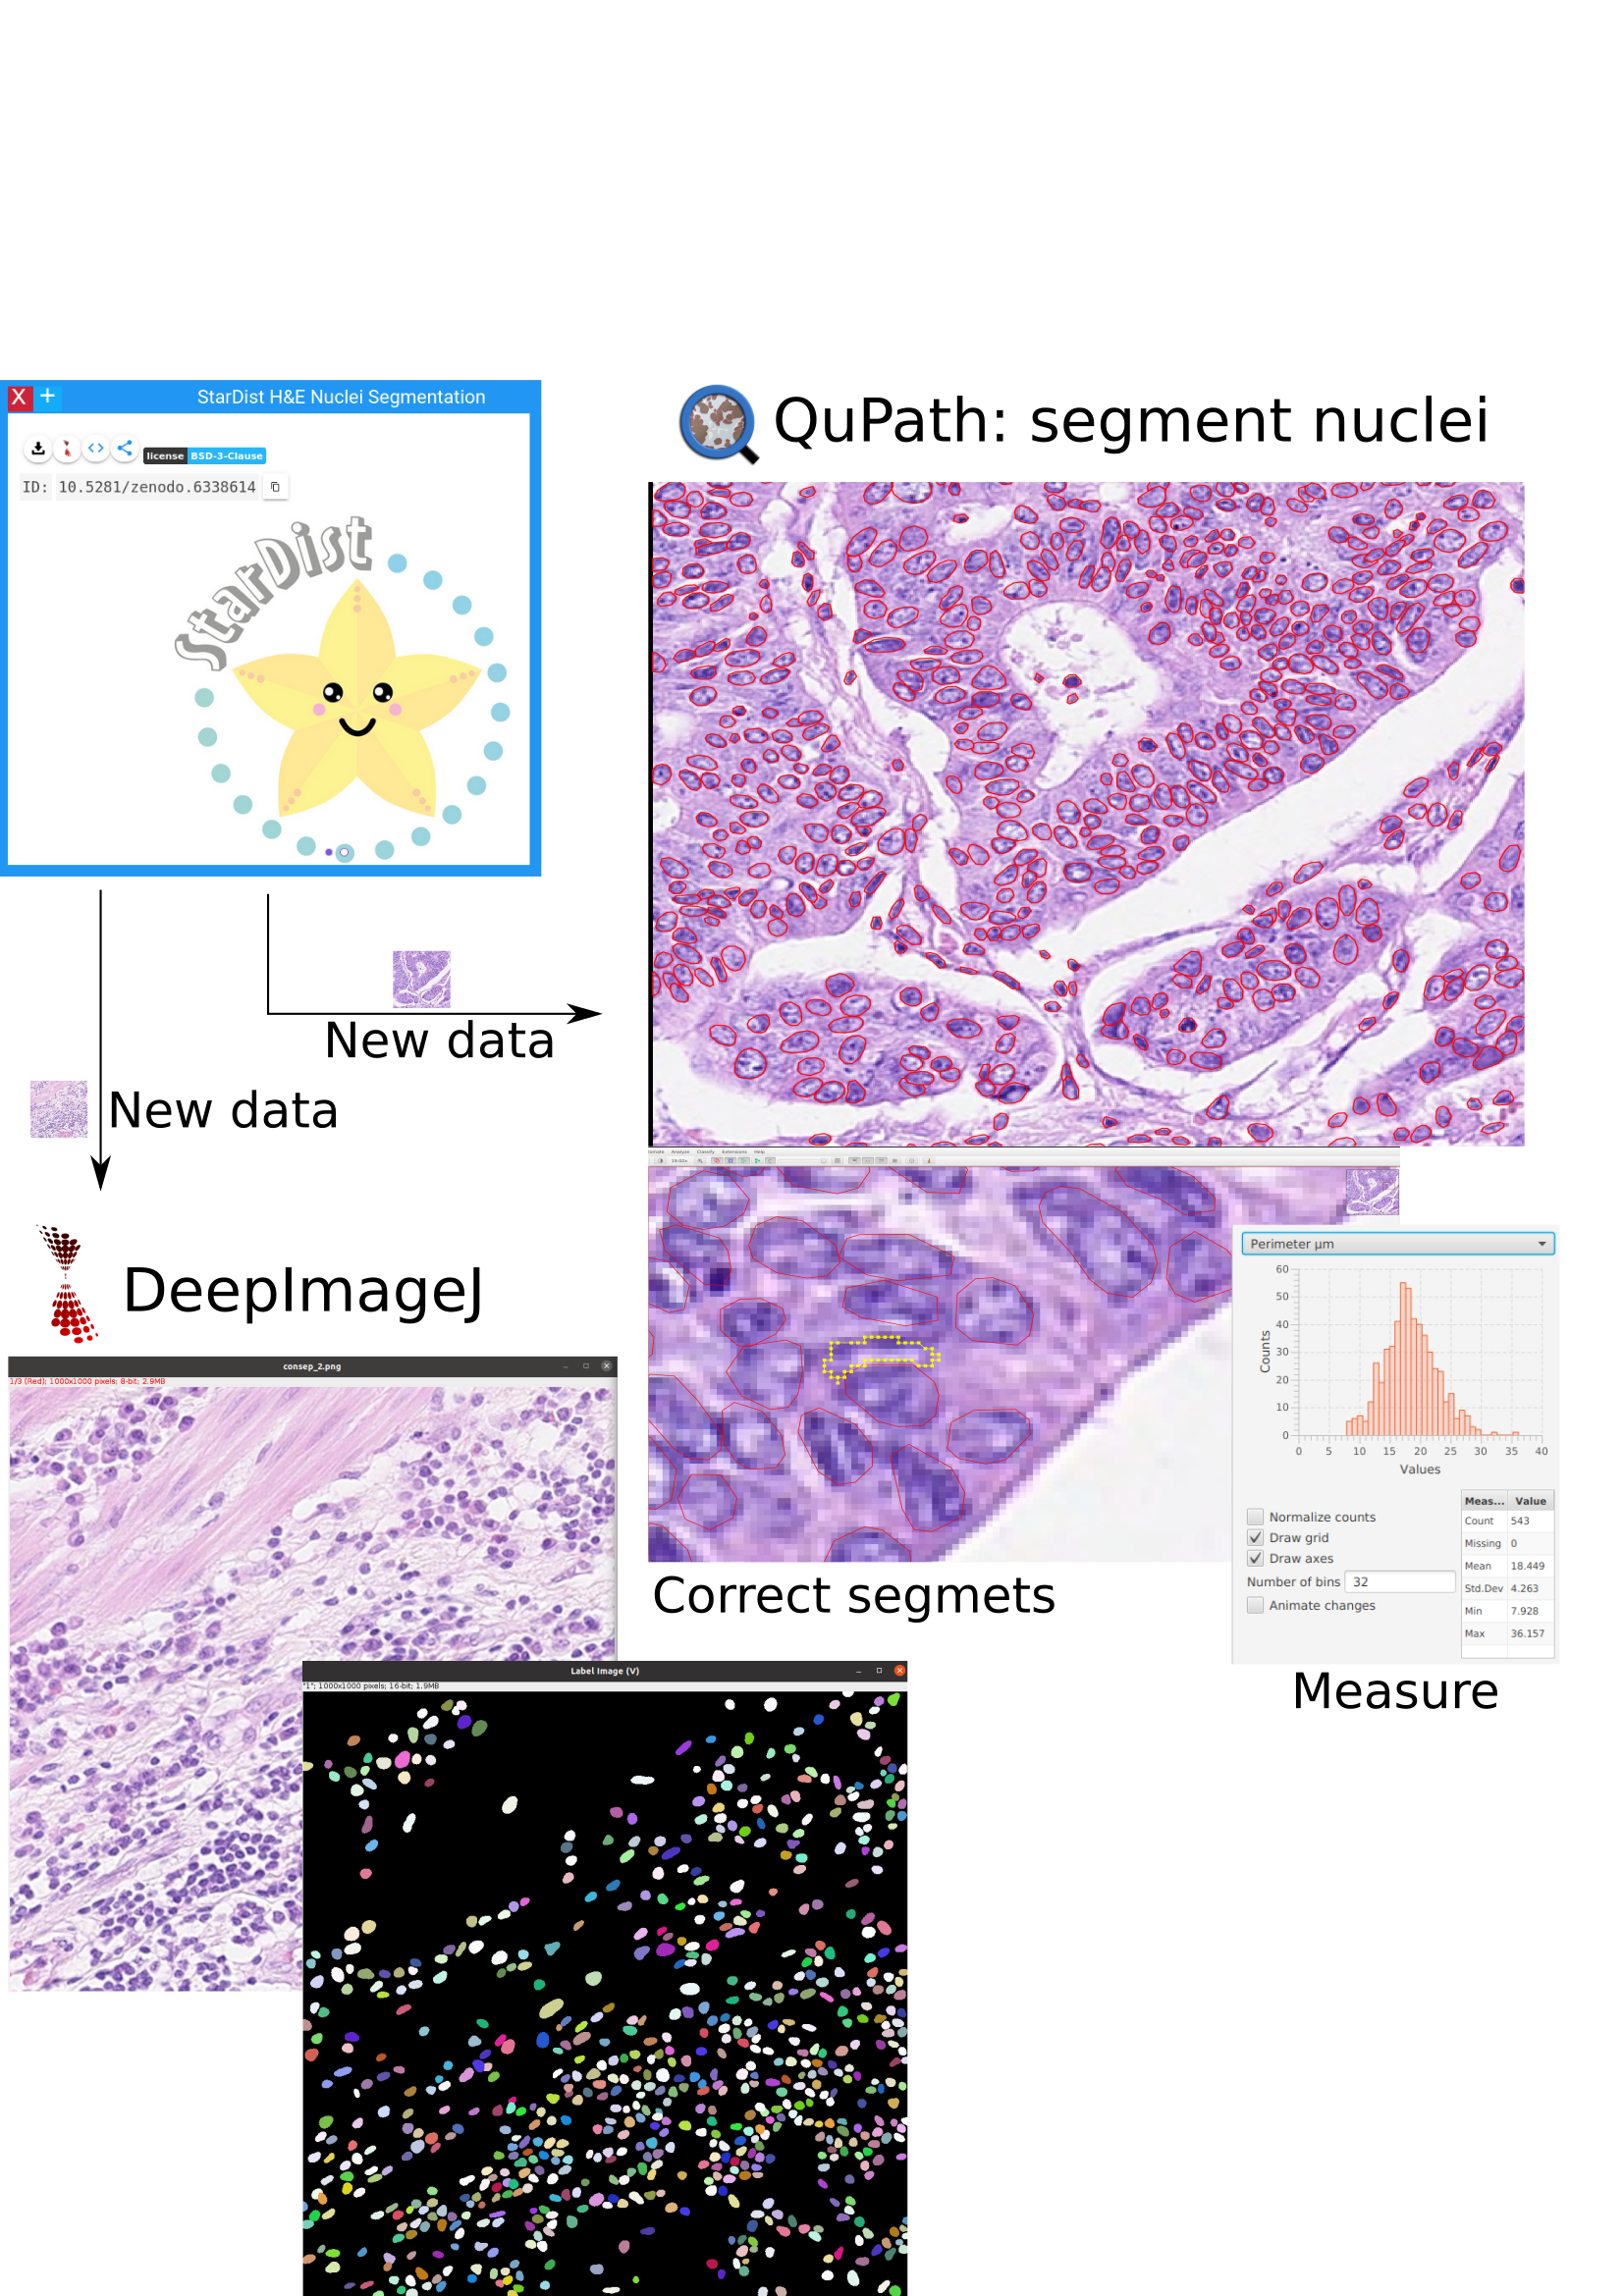 X + StarDist H&E Nuclei Segmentation
license BSD-3-Clause
ID: 10.5281/zenodo.6338614
StarDist
New data
New data
DeepImageJ
consep_2.png
1/3 (Red); 1000x1000 pixels; 8-bit; 2.9MB
Label Image (V)
"1"; 1000x1000 pixels; 16-bit; 1.9MB
QuPath: segment nuclei
Analyze Classify Extensions Help
Correct segmets
Perimeter µm
60
50
40
30
20
10
0
Counts
0 5 10 15 20 25 30 35 40
Values
Normalize counts
Draw grid
Draw axes
Number of bins 32
Animate changes
Meas... Value
Count 543
Missing 0
Mean 18.449
Std.Dev 4.263
Min 7.928
Max 36.157
Measure